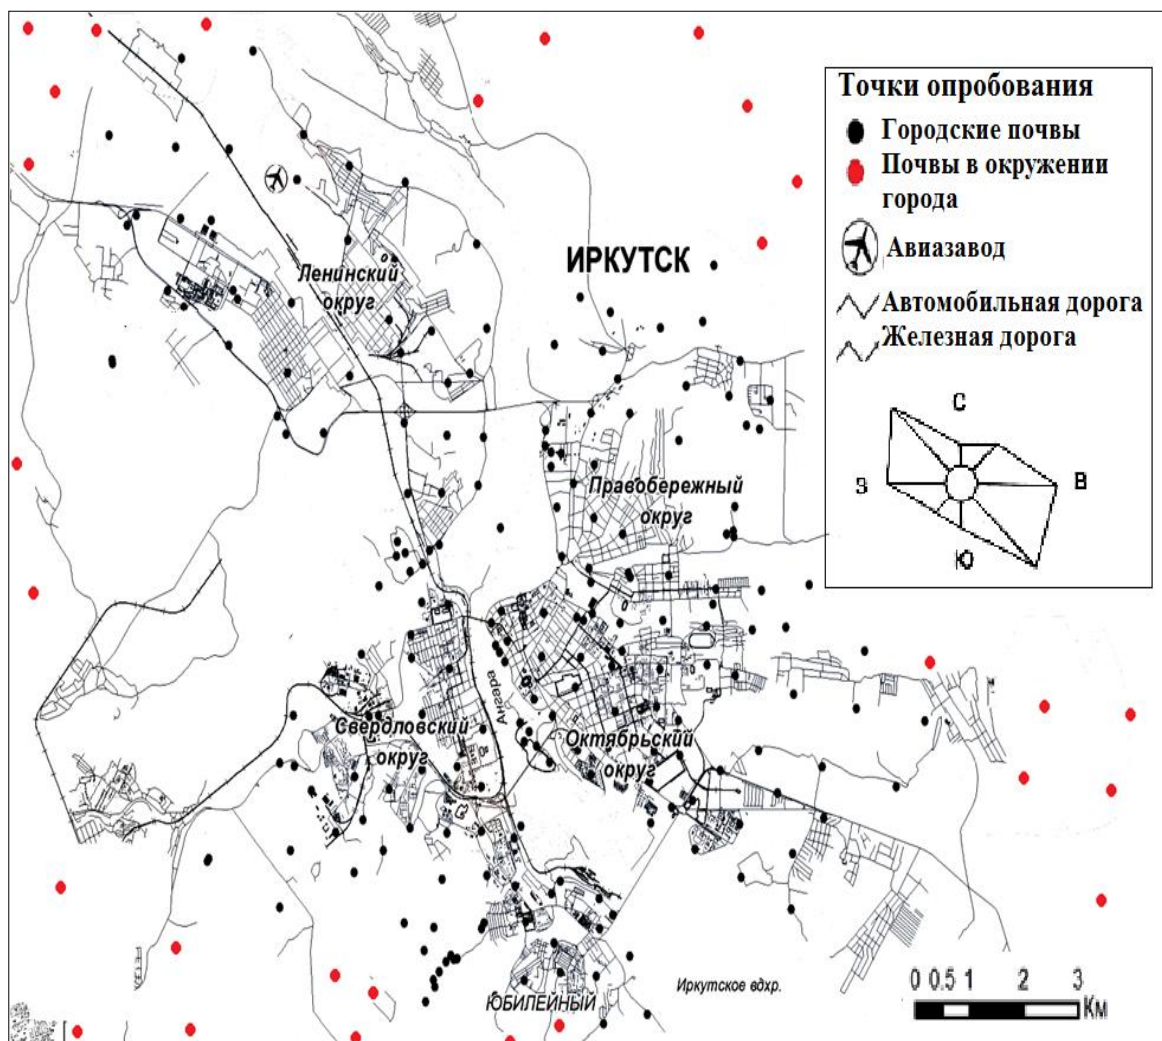 Точки опробования
Городские почвы
Почвы в окружении
города
Авиазавод
Автомобильная дорога
Железная дорога
С
З
В
Ю
ИРКУТСК
Ленинский
округ
Правобережный
округ
Ангара
Свердловский
округ
Октябрьский
округ
ЮБИЛЕЙНЫЙ
Иркутское вдхр.
0 0.5 1 2 3
Км